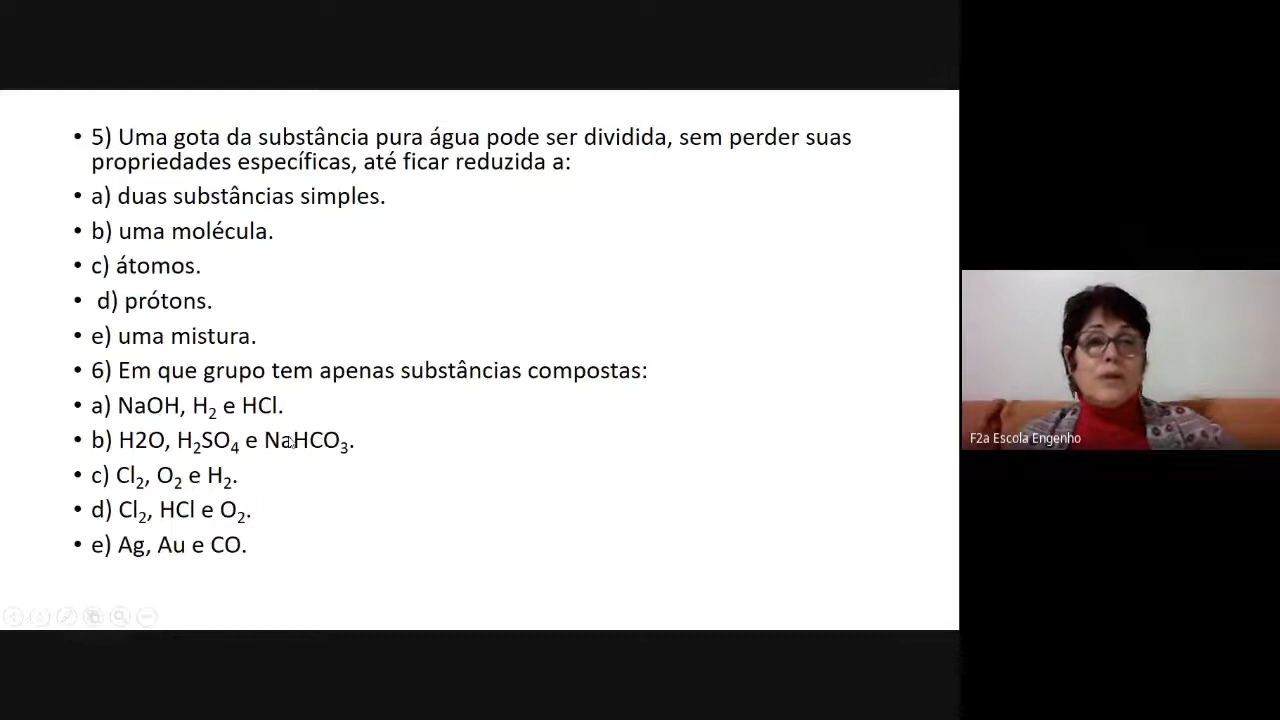 • 5) Uma gota da substância pura água pode ser dividida, sem perder suas
propriedades específicas, até ficar reduzida a:
• a) duas substâncias simples.
• b) uma molécula.
• c) átomos.
• d) prótons.
• e) uma mistura.
• 6) Em que grupo tem apenas substâncias compostas:
• a) NaOH, H₂ e HCl.
• b) H2O, H₂SO₄ e NaHCO₃.
• c) Cl₂, O₂ e H₂.
• d) Cl₂, HCl e O₂.
• e) Ag, Au e CO.
F2a Escola Engenho